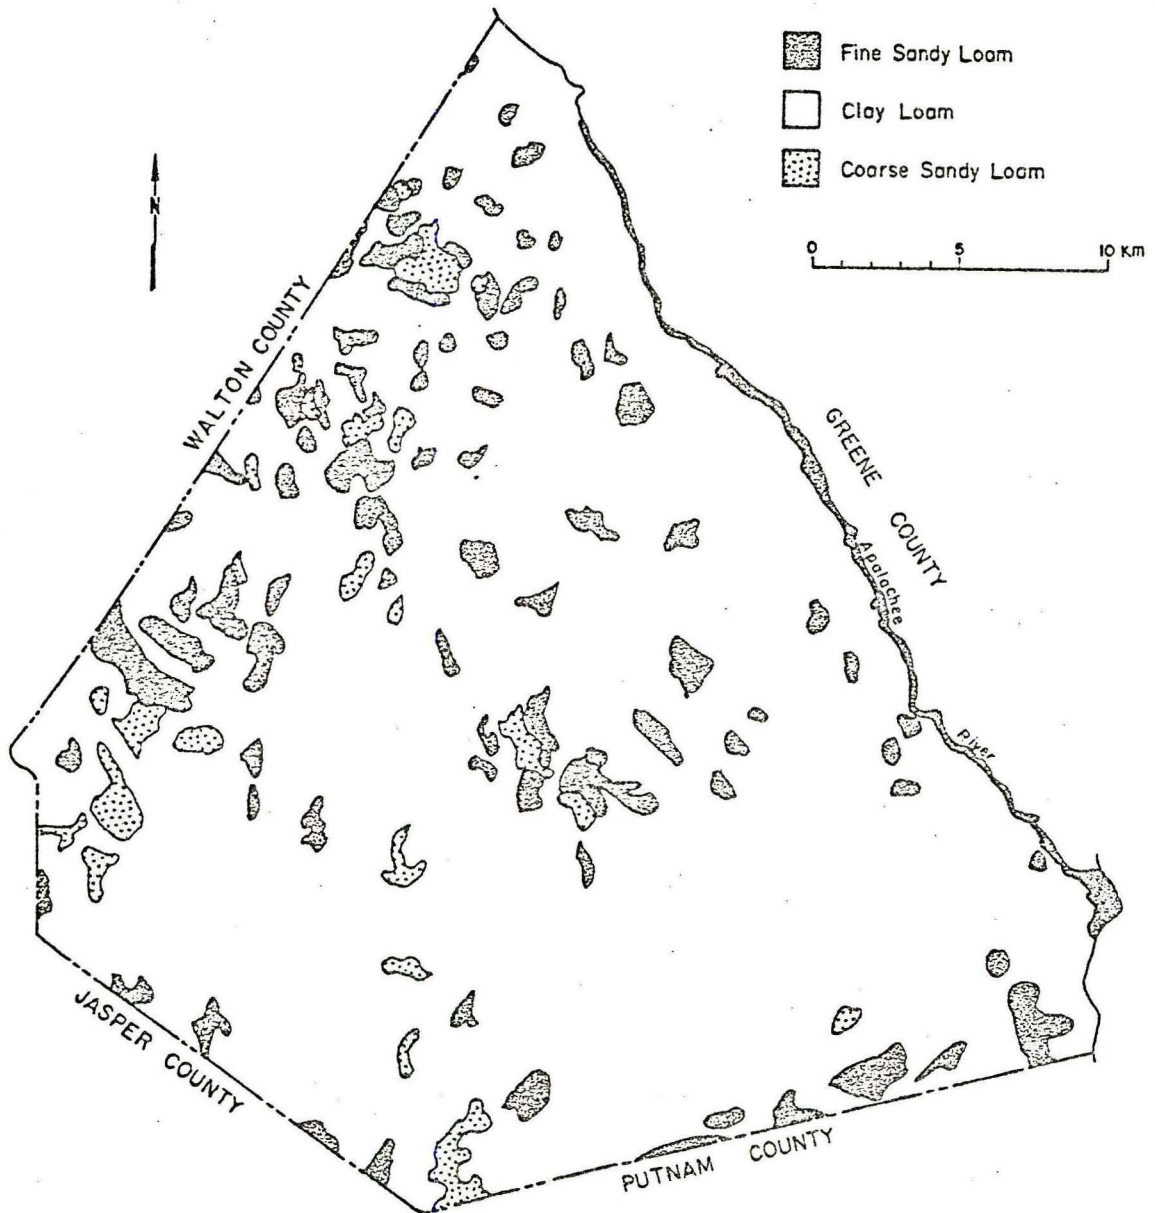 Fine Sandy Loam
Clay Loam
Coarse Sandy Loam
N
0 5 10 Km
WALTON COUNTY
GREENE COUNTY
Apalachee River
JASPER COUNTY
PUTNAM COUNTY